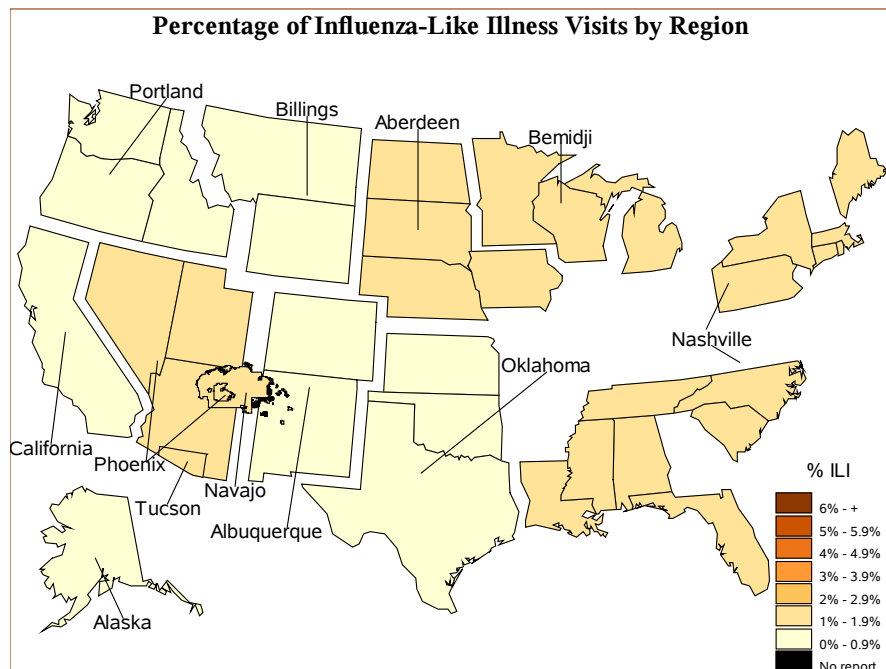 Percentage of Influenza-Like Illness Visits by Region
Portland
Billings
Aberdeen
Bemidji
Nashville
Oklahoma
California
Phoenix
Navajo
Tucson
Albuquerque
Alaska
% ILI
6% - +
5% - 5.9%
4% - 4.9%
3% - 3.9%
2% - 2.9%
1% - 1.9%
0% - 0.9%
No report